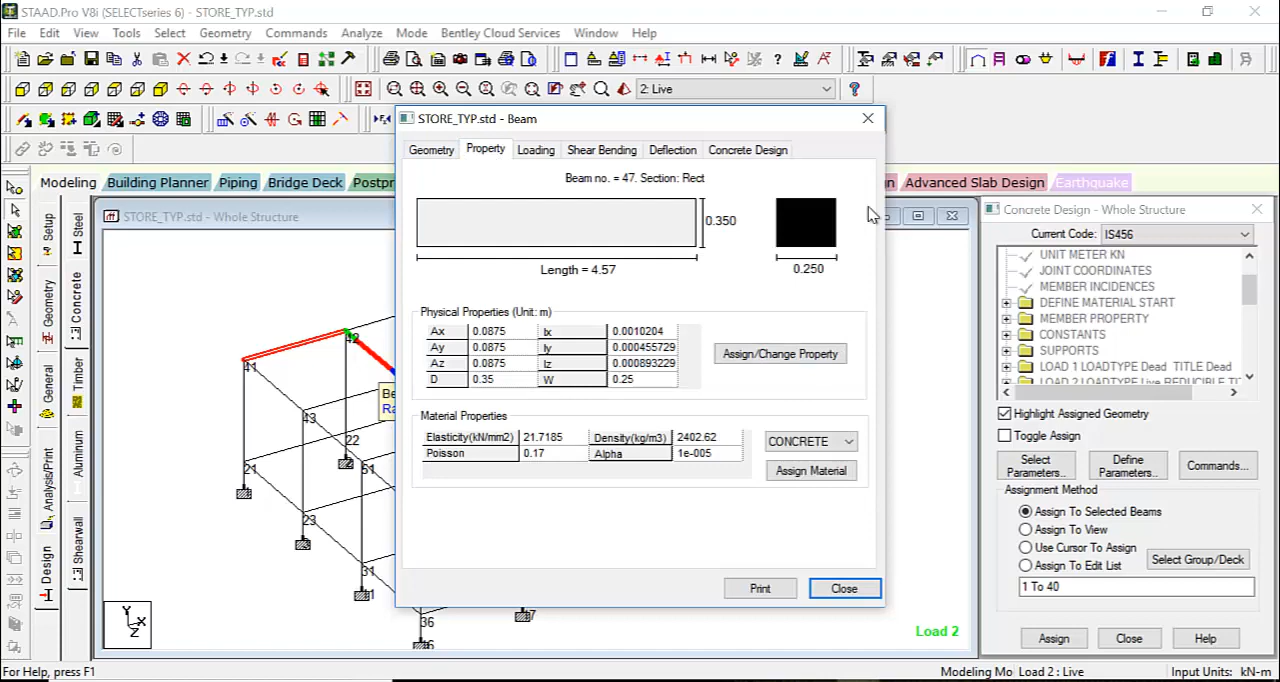 STAAD.Pro V8i (SELECTseries 6) - STORE_TYP.std
File Edit View Tools Select Geometry Commands Analyze Mode Bentley Cloud Services Window Help
2: Live
Modeling Building Planner Piping Bridge Deck Postpr
Advanced Slab Design Earthquake
STORE_TYP.std - Whole Structure
Setup
Geometry
General
Analysis/Print
Design
Steel
Concrete
Timber
Aluminum
Shearwall
41
42
43
22
51
21
23
31
36
Load 2
STORE_TYP.std - Beam
Geometry Property Loading Shear Bending Deflection Concrete Design
Beam no. = 47. Section: Rect
0.350
Length = 4.57
0.250
Physical Properties (Unit: m)
Ax 0.0875 Ix 0.0010204
Ay 0.0875 Iy 0.000455729
Az 0.0875 Iz 0.000893229
D 0.35 W 0.25
Assign/Change Property
Material Properties
Elasticity(kN/mm2) 21.7185 Density(kg/m3) 2402.62
Poisson 0.17 Alpha 1e-005
CONCRETE
Assign Material
Print Close
Concrete Design - Whole Structure
Current Code: IS456
UNIT METER KN
JOINT COORDINATES
MEMBER INCIDENCES
DEFINE MATERIAL START
MEMBER PROPERTY
CONSTANTS
SUPPORTS
LOAD 1 LOADTYPE Dead TITLE DEAD
LOAD 2 LOADTYPE Live REDUCIBLE TI
Highlight Assigned Geometry
Toggle Assign
Select Parameters...
Define Parameters...
Commands...
Assignment Method
Assign To Selected Beams
Assign To View
Use Cursor To Assign
Assign To Edit List
Select Group/Deck
1 To 40
Assign Close Help
For Help, press F1
Modeling Mo Load 2 : Live Input Units: kN-m